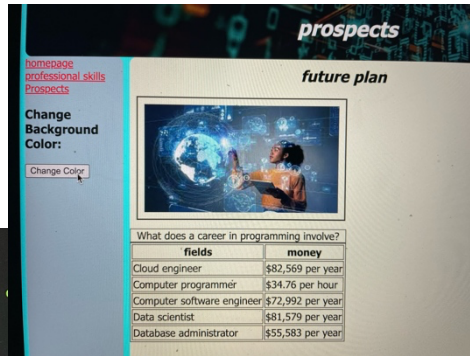 prospects
homepage
professional skills
Prospects
Change
Background
Color:
Change Color
future plan
What does a career in programming involve?
fields money
Cloud engineer $82,569 per year
Computer programmer $34.76 per hour
Computer software engineer $72,992 per year
Data scientist $81,579 per year
Database administrator $55,583 per year